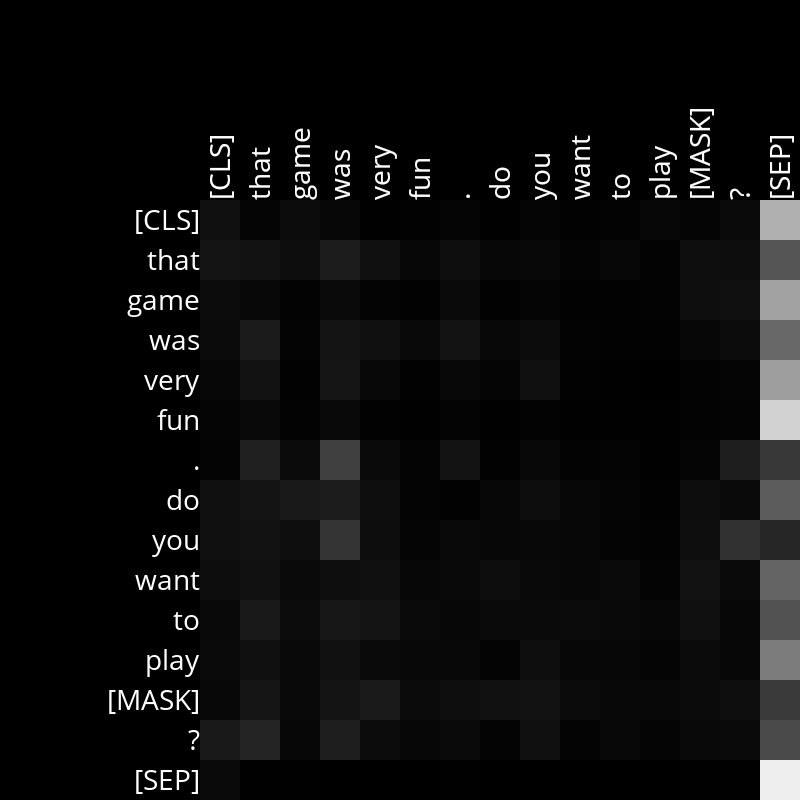 [CLS] that game was very fun . do you want to play [MASK] ? [SEP]
[CLS]
that
game
was
very
fun
.
do
you
want
to
play
[MASK]
?
[SEP]